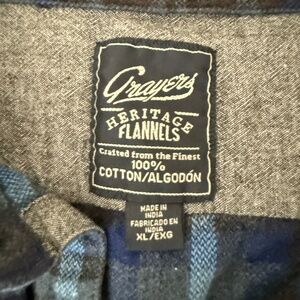 Grayers
HERITAGE
FLANNELS
Crafted from the Finest
100%
COTTON/ALGODÓN
MADE IN
INDIA
FABRICADO EN
INDIA
XL/EXG